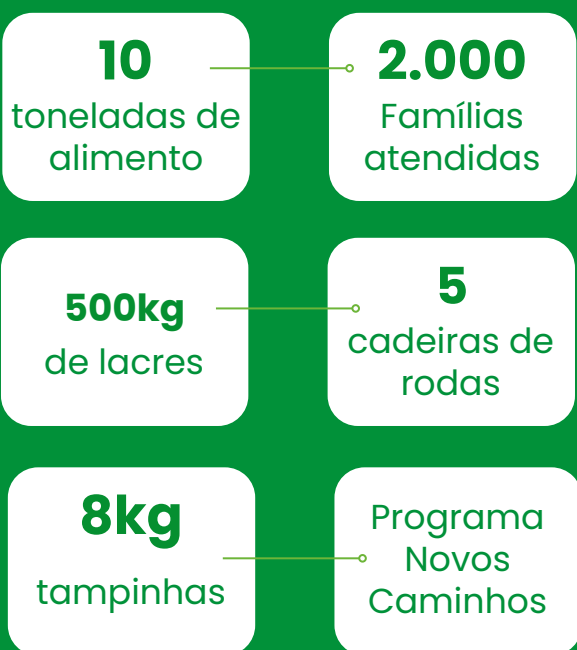 10
toneladas de
alimento
2.000
Famílias
atendidas
500kg
de lacres
5
cadeiras de
rodas
8kg
tampinhas
Programa
Novos
Caminhos